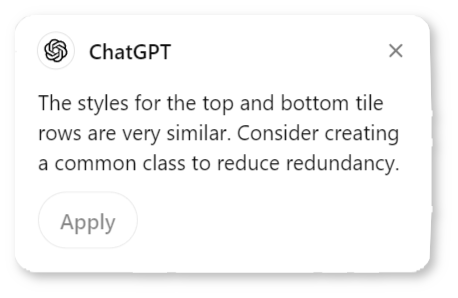 ChatGPT
The styles for the top and bottom tile
rows are very similar. Consider creating
a common class to reduce redundancy.
Apply